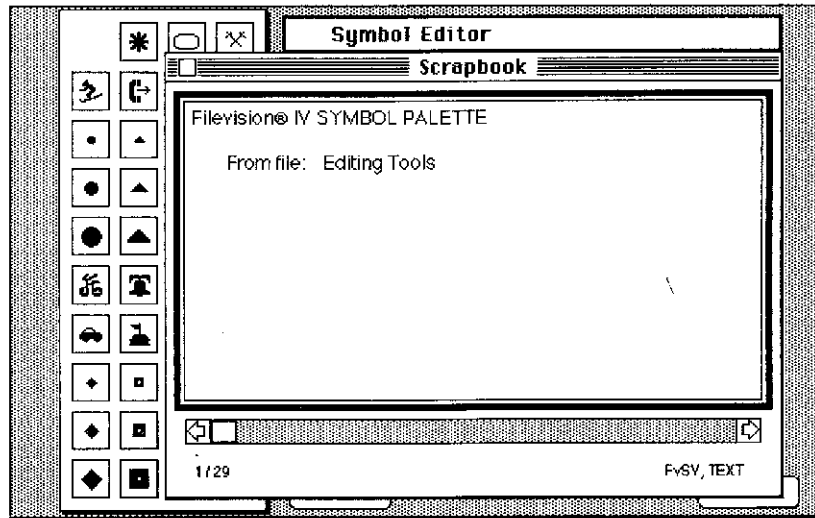 Symbol Editor
Scrapbook
Filevision® IV SYMBOL PALETTE
From file: Editing Tools
1 / 29
FvSV, TEXT